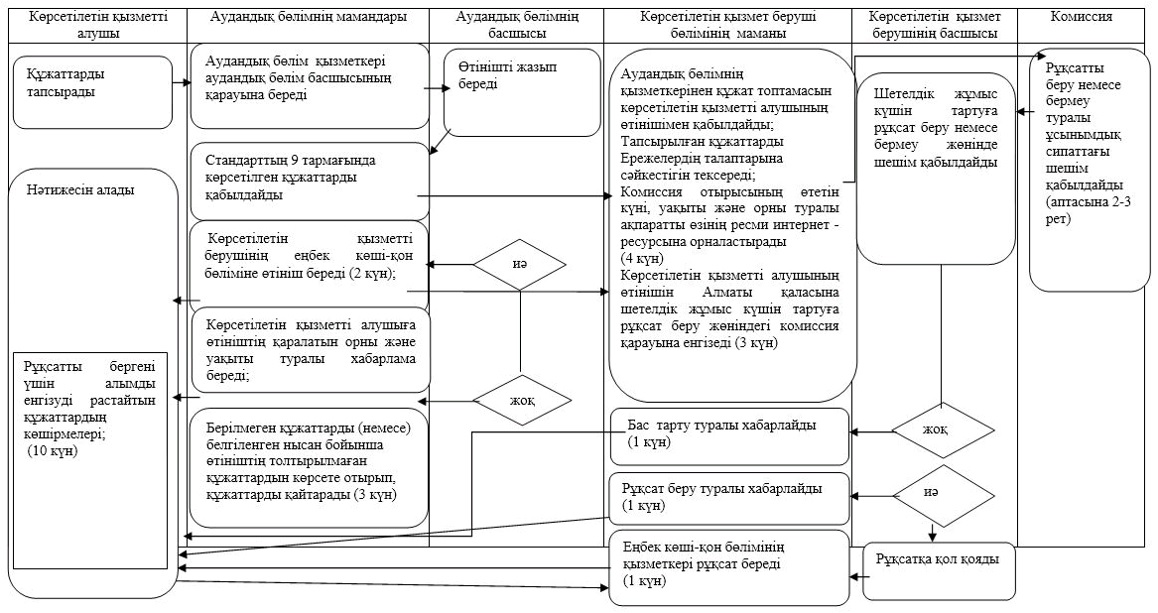 Көрсетілетін қызметті
алушы
Аудандық бөлімнің мамандары
Аудандық бөлімнің
басшысы
Көрсетілетін қызмет беруші
бөлімінің маманы
Көрсетілетін қызмет
берушінің басшысы
Комиссия
Құжаттарды
тапсырады
Аудандық бөлім қызметкері
аудандық бөлім басшысының
қарауына береді
Өтінішті жазып
береді
Аудандық бөлімнің
қызметкерінен құжат топтамасын
көрсетілетін қызметті алушының
өтінішімен қабылдайды;
Тапсырылған құжаттарды
Ережелердің талаптарына
сәйкестігін тексереді;
Комиссия отырысының өтетін
күні, уақыты және орны туралы
ақпаратты өзінің ресми интернет -
ресурсына орналастырады
(4 күн)
Көрсетілетін қызметті алушының
өтінішін Алматы қаласына
шетелдік жұмыс күшін тартуға
рұқсат беру жөніндегі комиссия
қарауына енгізеді (3 күн)
Шетелдік жұмыс
күшін тартуға
рұқсат беру немесе
бермеу жөнінде
шешім қабылдайды
Рұқсатты
беру немесе
бермеу
туралы
ұсынымдық
сипаттағы
шешім
қабылдайды
(аптасына 2-3
рет)
Стандарттың 9 тармағында
көрсетілген құжаттарды
қабылдайды
Нәтижесін алады
Көрсетілетін қызметті
берушінің еңбек көші-қон
бөліміне өтініш береді (2 күн);
иә
Көрсетілетін қызметті алушыға
өтініштің қаралатын орны және
уақыты туралы хабарлама
береді;
Рұқсатты бергені
үшін алымды
енгізуді растайтын
құжаттардың
көшірмелері;
(10 күн)
жоқ
Берілмеген құжаттарды (немесе)
белгіленген нысан бойынша
өтініштің толтырылмаған
құжаттардын көрсете отырып,
құжаттарды қайтарады (3 күн)
Бас тарту туралы хабарлайды
(1 күн)
жоқ
Рұқсат беру туралы хабарлайды
(1 күн)
иә
Еңбек көші-қон бөлімінің
қызметкері рұқсат береді
(1 күн)
Рұқсатқа қол қояды